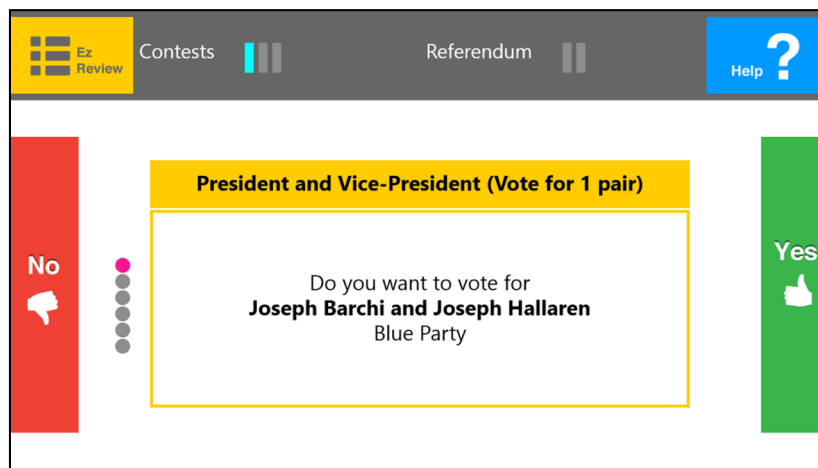 Ez
Review
Contests
Referendum
Help ?
President and Vice-President (Vote for 1 pair)
No
Yes
Do you want to vote for
Joseph Barchi and Joseph Hallaren
Blue Party